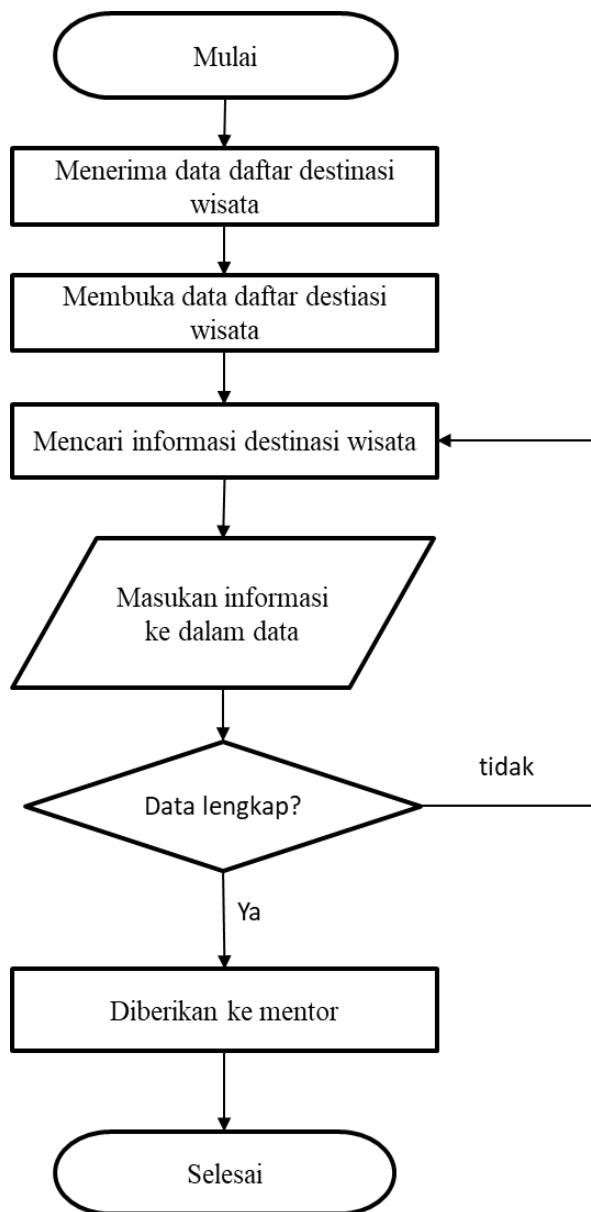 Mulai
Menerima data daftar destinasi
wisata
Membuka data daftar destiasi
wisata
Mencari informasi destinasi wisata
Masukan informasi
ke dalam data
Data lengkap?
tidak
Ya
Diberikan ke mentor
Selesai